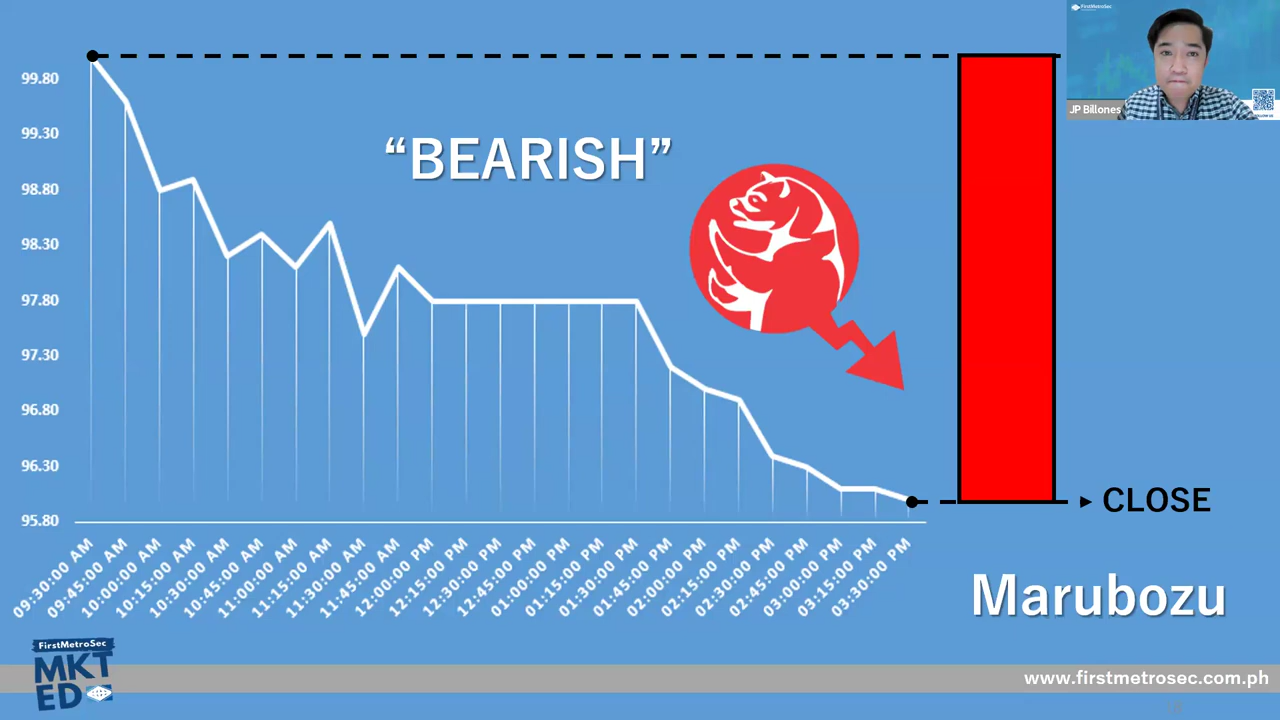 FirstMetroSec
JP Billones
FOLLOW US
99.80
99.30
98.80
98.30
97.80
97.30
96.80
96.30
95.80
“BEARISH”
CLOSE
09:30:00 AM
09:45:00 AM
10:00:00 AM
10:15:00 AM
10:30:00 AM
10:45:00 AM
11:00:00 AM
11:15:00 AM
11:30:00 AM
11:45:00 AM
12:00:00 PM
12:15:00 PM
12:30:00 PM
12:45:00 PM
01:00:00 PM
01:15:00 PM
01:30:00 PM
01:45:00 PM
02:00:00 PM
02:15:00 PM
02:30:00 PM
02:45:00 PM
03:00:00 PM
03:15:00 PM
03:30:00 PM
Marubozu
FirstMetroSec
MKT
ED
www.firstmetrosec.com.ph